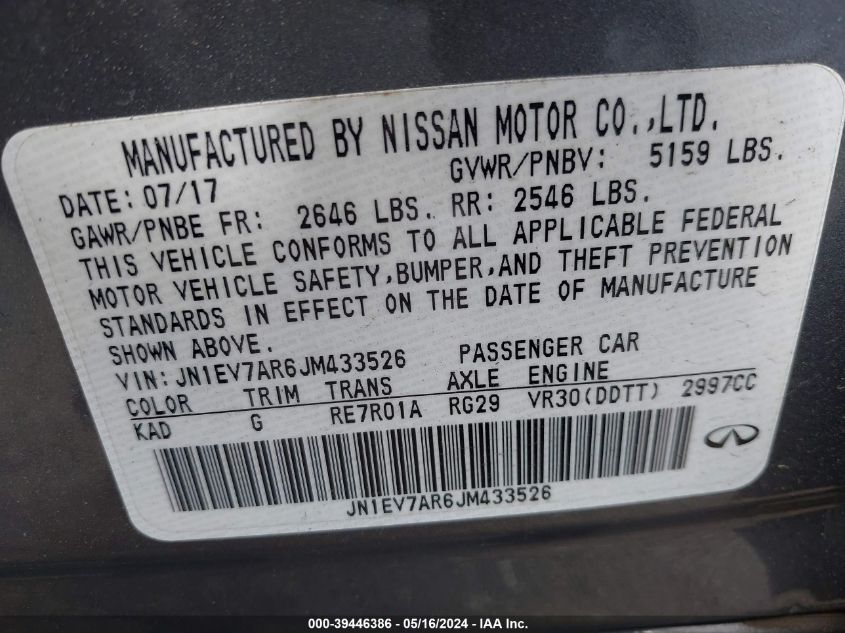 MANUFACTURED BY NISSAN MOTOR CO.,LTD.
DATE: 07/17 GVWR/PNBV: 5159 LBS.
GAWR/PNBE FR: 2646 LBS. RR: 2546 LBS.
THIS VEHICLE CONFORMS TO ALL APPLICABLE FEDERAL
MOTOR VEHICLE SAFETY,BUMPER,AND THEFT PREVENTION
STANDARDS IN EFFECT ON THE DATE OF MANUFACTURE
SHOWN ABOVE.
VIN: JN1EV7AR6JM433526 PASSENGER CAR
COLOR TRIM TRANS AXLE ENGINE
KAD G RE7R01A RG29 VR30(DDTT) 2997CC
JN1EV7AR6JM433526
000-39446386 - 05/16/2024 - IAA Inc.